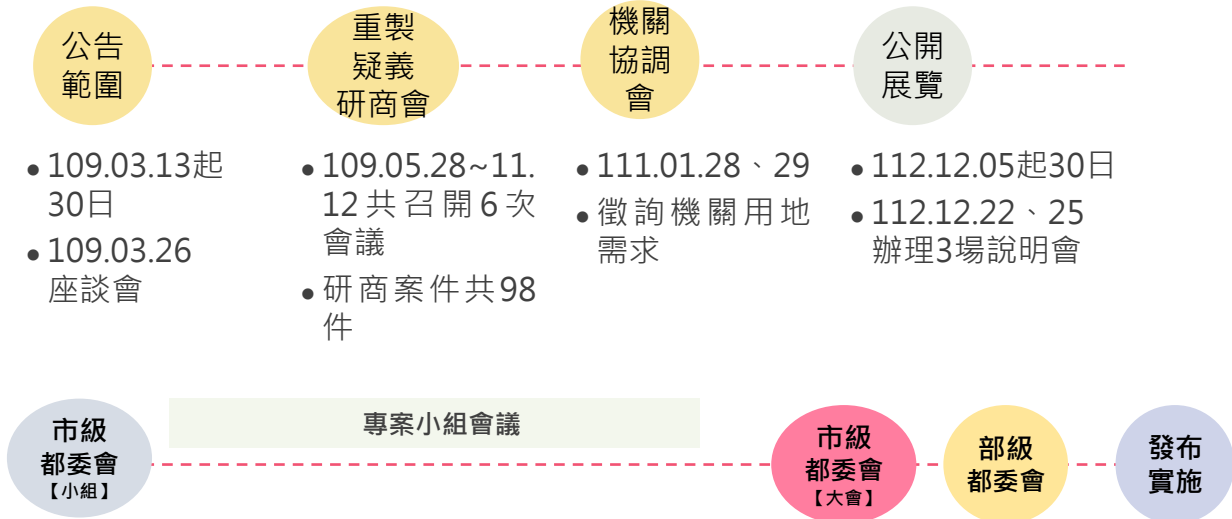 公告
範圍
重製
疑義
研商會
機關
協調
會
公開
展覽
• 109.03.13起
30日
• 109.03.26
座談會
• 109.05.28~11.
12共召開6次
會議
• 研商案件共98
件
• 111.01.28、29
• 徵詢機關用地
需求
• 112.12.05起30日
• 112.12.22、25
辦理3場說明會
市級
都委會
【小組】
專案小組會議
市級
都委會
【大會】
部級
都委會
發布
實施